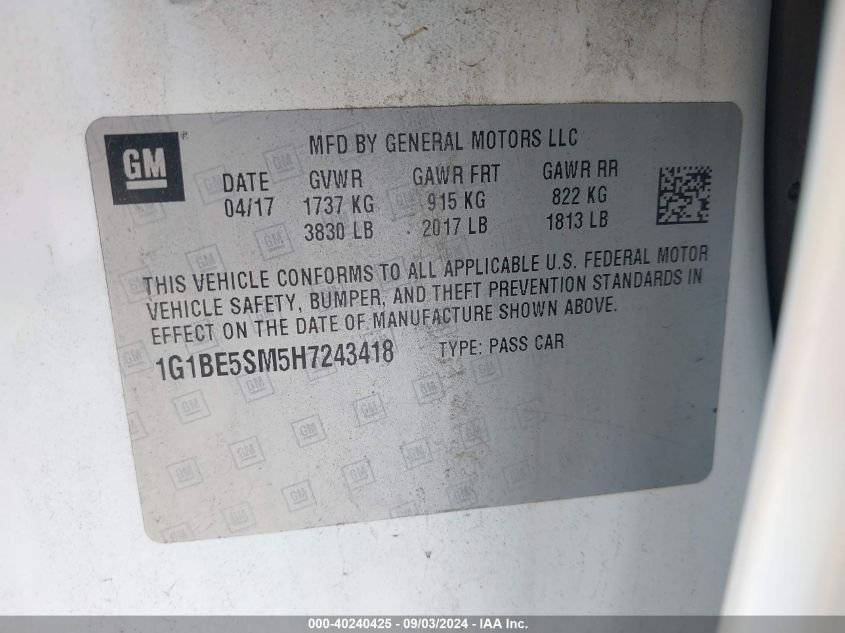 GM
MFD BY GENERAL MOTORS LLC
DATE GVWR GAWR FRT GAWR RR
04/17 1737 KG 915 KG 822 KG
3830 LB 2017 LB 1813 LB
THIS VEHICLE CONFORMS TO ALL APPLICABLE U.S. FEDERAL MOTOR
VEHICLE SAFETY, BUMPER, AND THEFT PREVENTION STANDARDS IN
EFFECT ON THE DATE OF MANUFACTURE SHOWN ABOVE.
1G1BE5SM5H7243418 TYPE: PASS CAR
000-40240425 - 09/03/2024 - IAA Inc.